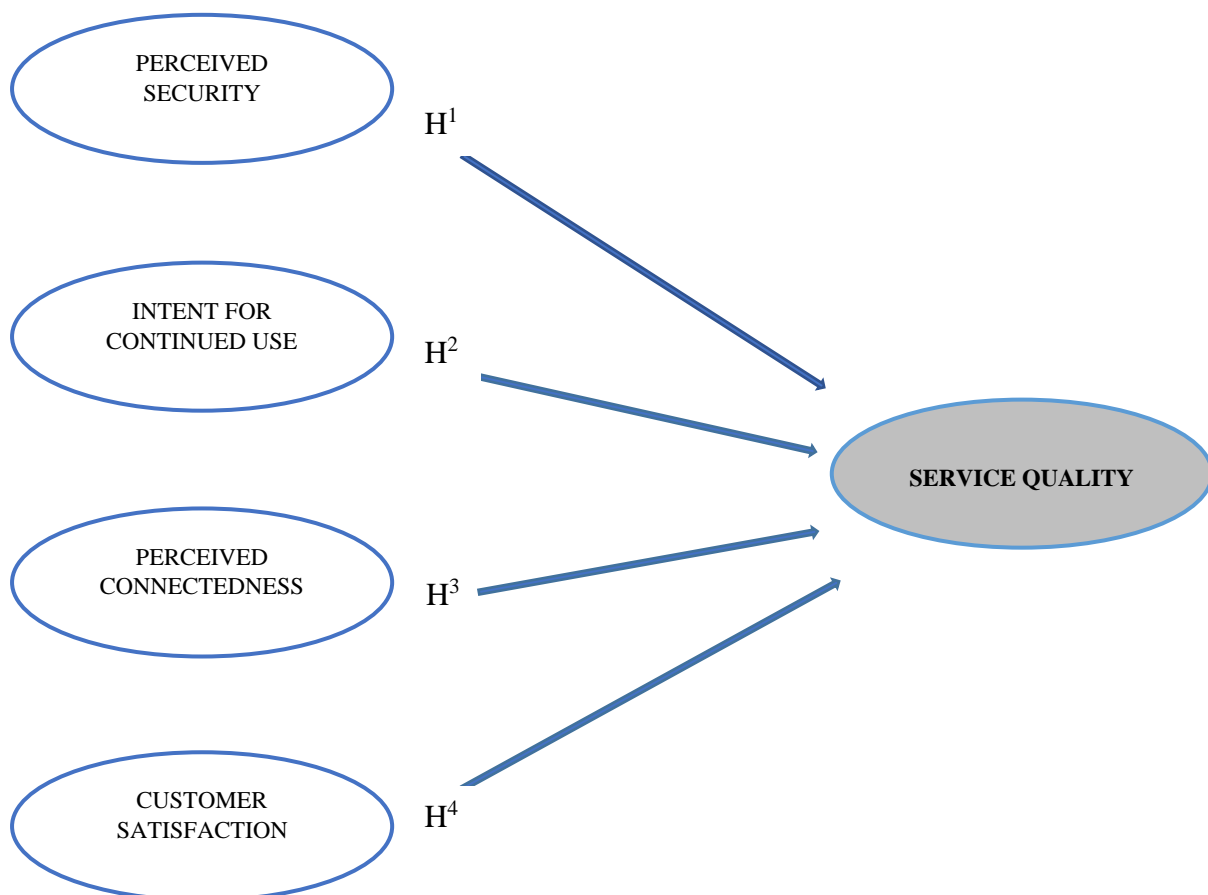 PERCEIVED
SECURITY
H¹
INTENT FOR
CONTINUED USE
H²
SERVICE QUALITY
PERCEIVED
CONNECTEDNESS
H³
CUSTOMER
SATISFACTION
H⁴